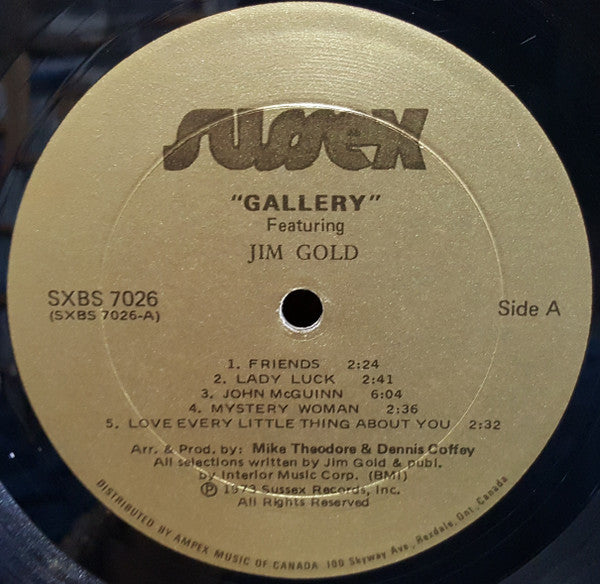 sussex
"GALLERY"
Featuring
JIM GOLD
SXBS 7026
(SXBS 7026-A)
Side A
1. FRIENDS 2:24
2. LADY LUCK 2:41
3. JOHN McGUINN 6:04
4. MYSTERY WOMAN 2:36
5. LOVE EVERY LITTLE THING ABOUT YOU 2:32
Arr. & Prod. by: Mike Theodore & Dennis Coffey
All selections written by Jim Gold & publ.
by Interior Music Corp. (BMI)
Ⓟ 1973 Sussex Records, Inc.
All Rights Reserved
DISTRIBUTED BY AMPEX MUSIC OF CANADA 100 Skyway Ave., Rexdale, Ont. Canada